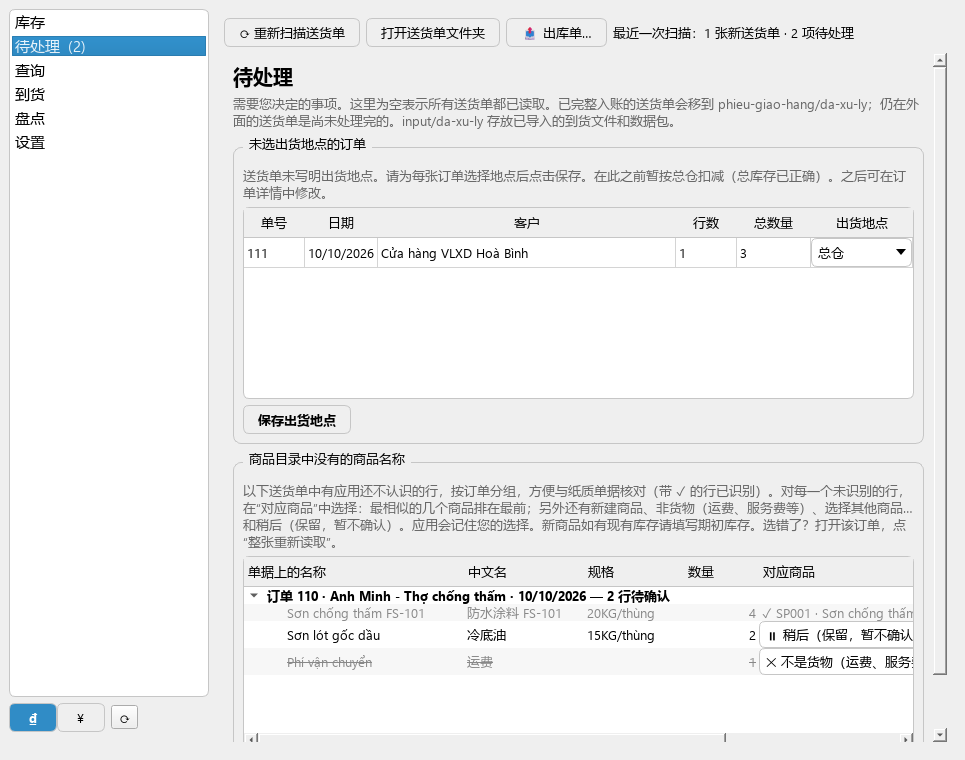 库存
待处理 (2)
查询
到货
盘点
设置
₫
¥
⟳
⟳ 重新扫描送货单
打开送货单文件夹
出库单...
最近一次扫描：1 张新送货单 · 2 项待处理
待处理
需要您决定的事项。这里为空表示所有送货单都已读取。已完整入账的送货单会移到 phieu-giao-hang/da-xu-ly；仍在外
面的送货单是尚未处理完的。input/da-xu-ly 存放已导入的到货文件和数据包。
未选出货地点的订单
送货单未写明出货地点。请为每张订单选择地点后点击保存。在此之前暂按总仓扣减（总库存已正确）。之后可在订
单详情中修改。
单号 日期 客户 行数 总数量 出货地点
111 10/10/2026 Cửa hàng VLXD Hoà Bình 1 3 总仓
保存出货地点
商品目录中没有的商品名称
以下送货单中有应用还不认识的行，按订单分组，方便与纸质单据核对（带 ✓ 的行已识别）。对每一个未识别的行，
在“对应商品”中选择：最相似的几个商品排在最前；另外还有新建商品、非货物（运费、服务费等）、选择其他商品...
和稍后（保留，暂不确认）。应用会记住您的选择。新商品如有现有库存请填写期初库存。选错了？打开该订单，点
“整张重新读取”。
单据上的名称 中文名 规格 数量 对应商品
订单 110 · Anh Minh - Thợ chống thấm · 10/10/2026 — 2 行待确认
Sơn chống thấm FS-101 防水涂料 FS-101 20KG/thùng 4 ✓ SP001 · Sơn chống thấm
Sơn lót gốc dầu 冷底油 15KG/thùng 2 ⏸ 稍后（保留，暂不确认
Phí vận chuyển 运费 1 ✕ 不是货物（运费、服务费